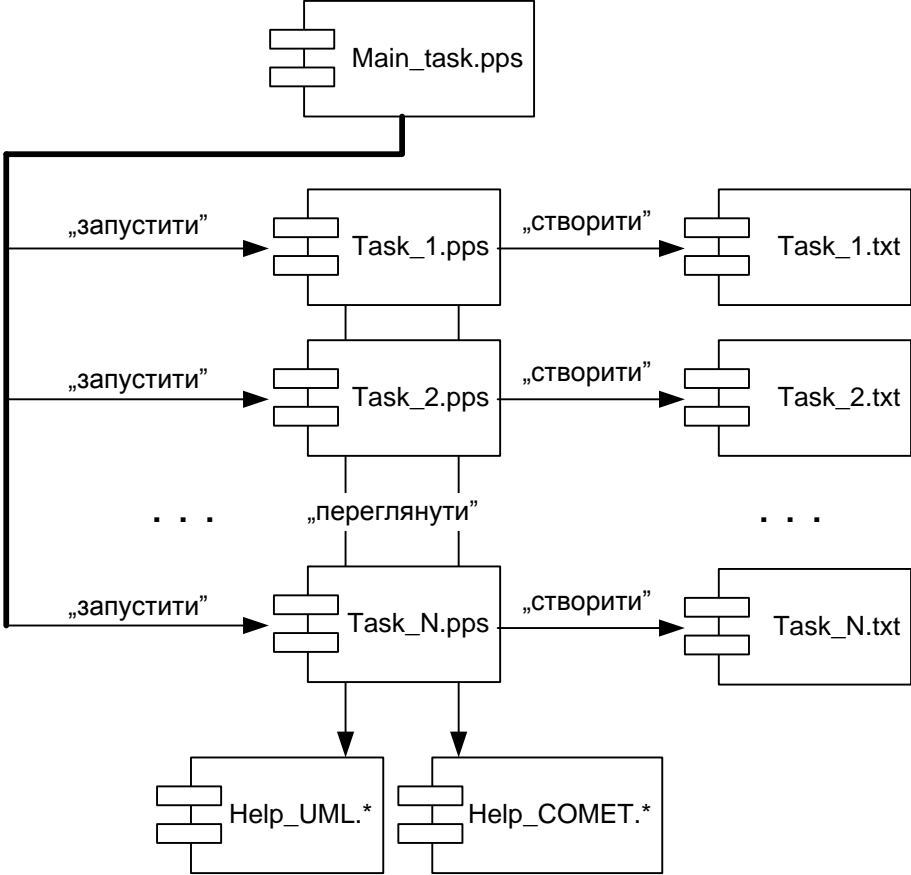 Main_task.pps
„запустити”
Task_1.pps
„створити”
Task_1.txt
„запустити”
Task_2.pps
„створити”
Task_2.txt
. . .
„переглянути”
. . .
„запустити”
Task_N.pps
„створити”
Task_N.txt
Help_UML.*
Help_COMET.*